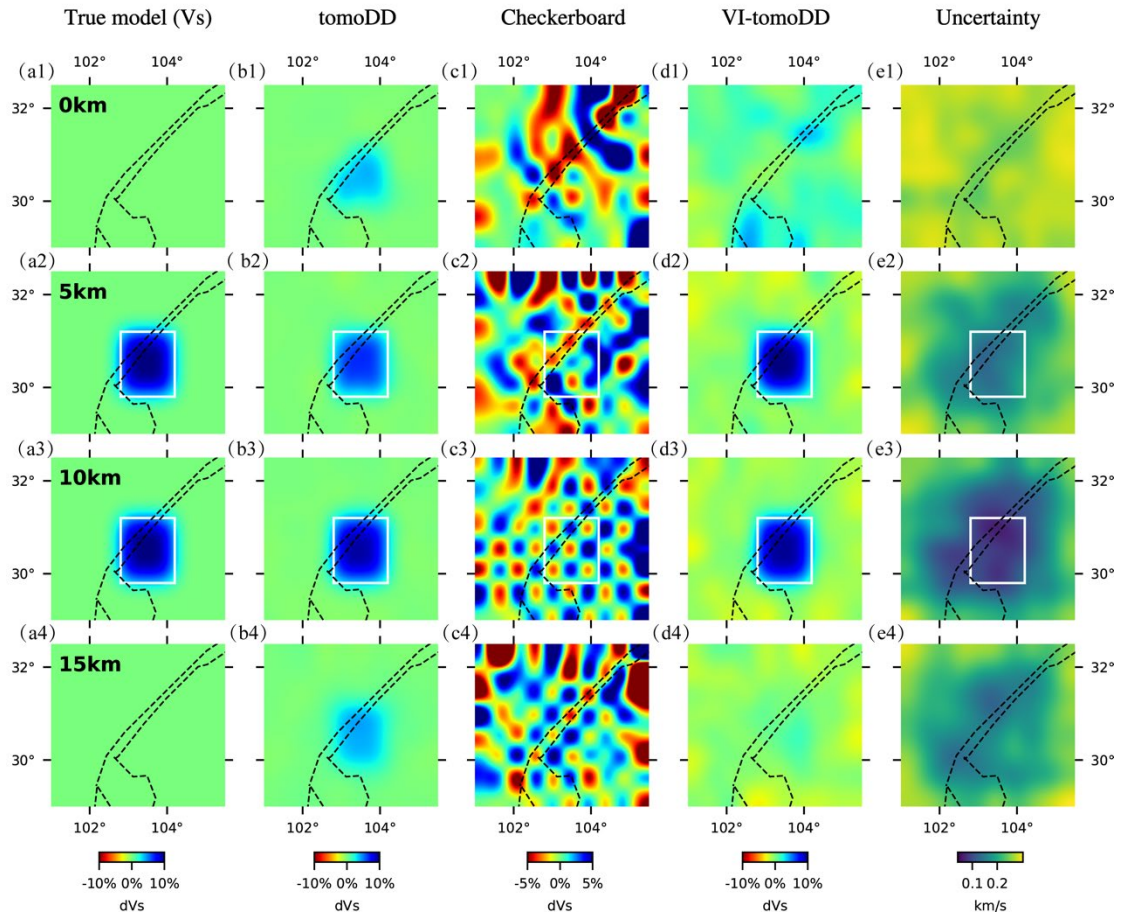 True model (Vs) tomoDD Checkerboard VI-tomoDD Uncertainty
102° 104° 102° 104° 102° 104°
(a1) (b1) (c1) (d1) (e1)
32° 0km 32°
30° 30°
(a2) (b2) (c2) (d2) (e2)
32° 5km 32°
30° 30°
(a3) (b3) (c3) (d3) (e3)
32° 10km 32°
30° 30°
(a4) (b4) (c4) (d4) (e4)
32° 15km 32°
30° 30°
102° 104° 102° 104° 102° 104° 102° 104° 102° 104°
-10% 0% 10% -10% 0% 10% -5% 0% 5% -10% 0% 10% 0.1 0.2
dVs dVs dVs dVs km/s